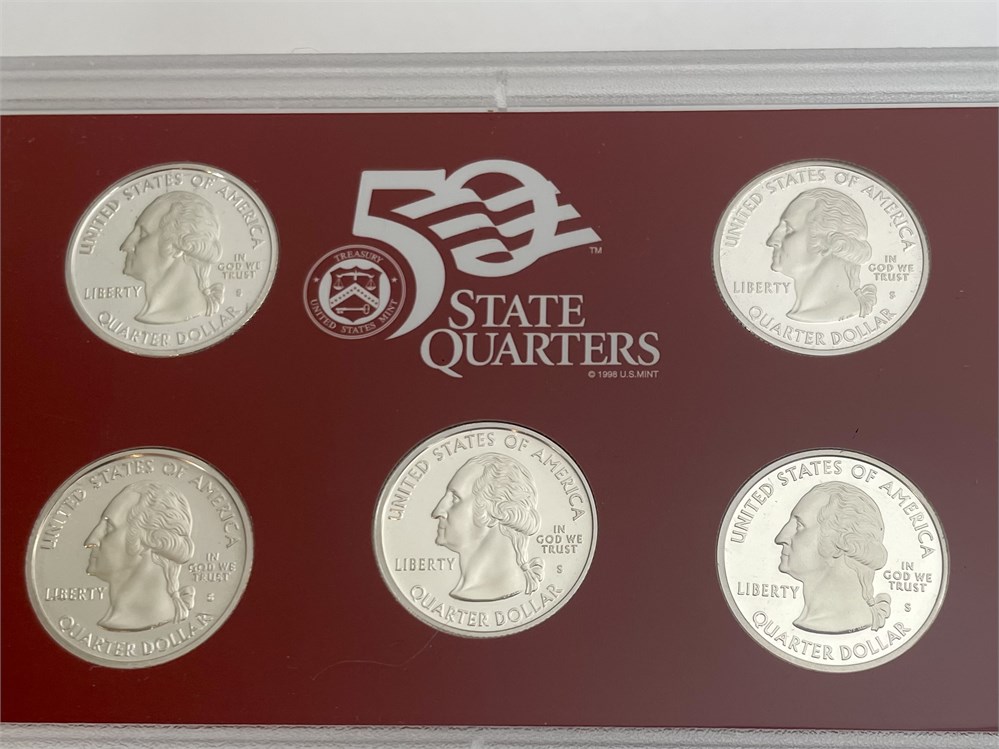 UNITED STATES OF AMERICA
LIBERTY
IN
GOD WE
TRUST
S
QUARTER DOLLAR
50
TM
TREASURY
UNITED STATES MINT
STATE
QUARTERS
© 1998 U.S.MINT
UNITED STATES OF AMERICA
LIBERTY
IN
GOD WE
TRUST
S
QUARTER DOLLAR
UNITED STATES OF AMERICA
LIBERTY
IN
GOD WE
TRUST
S
QUARTER DOLLAR
UNITED STATES OF AMERICA
LIBERTY
IN
GOD WE
TRUST
S
QUARTER DOLLAR
UNITED STATES OF AMERICA
LIBERTY
IN
GOD WE
TRUST
S
QUARTER DOLLAR